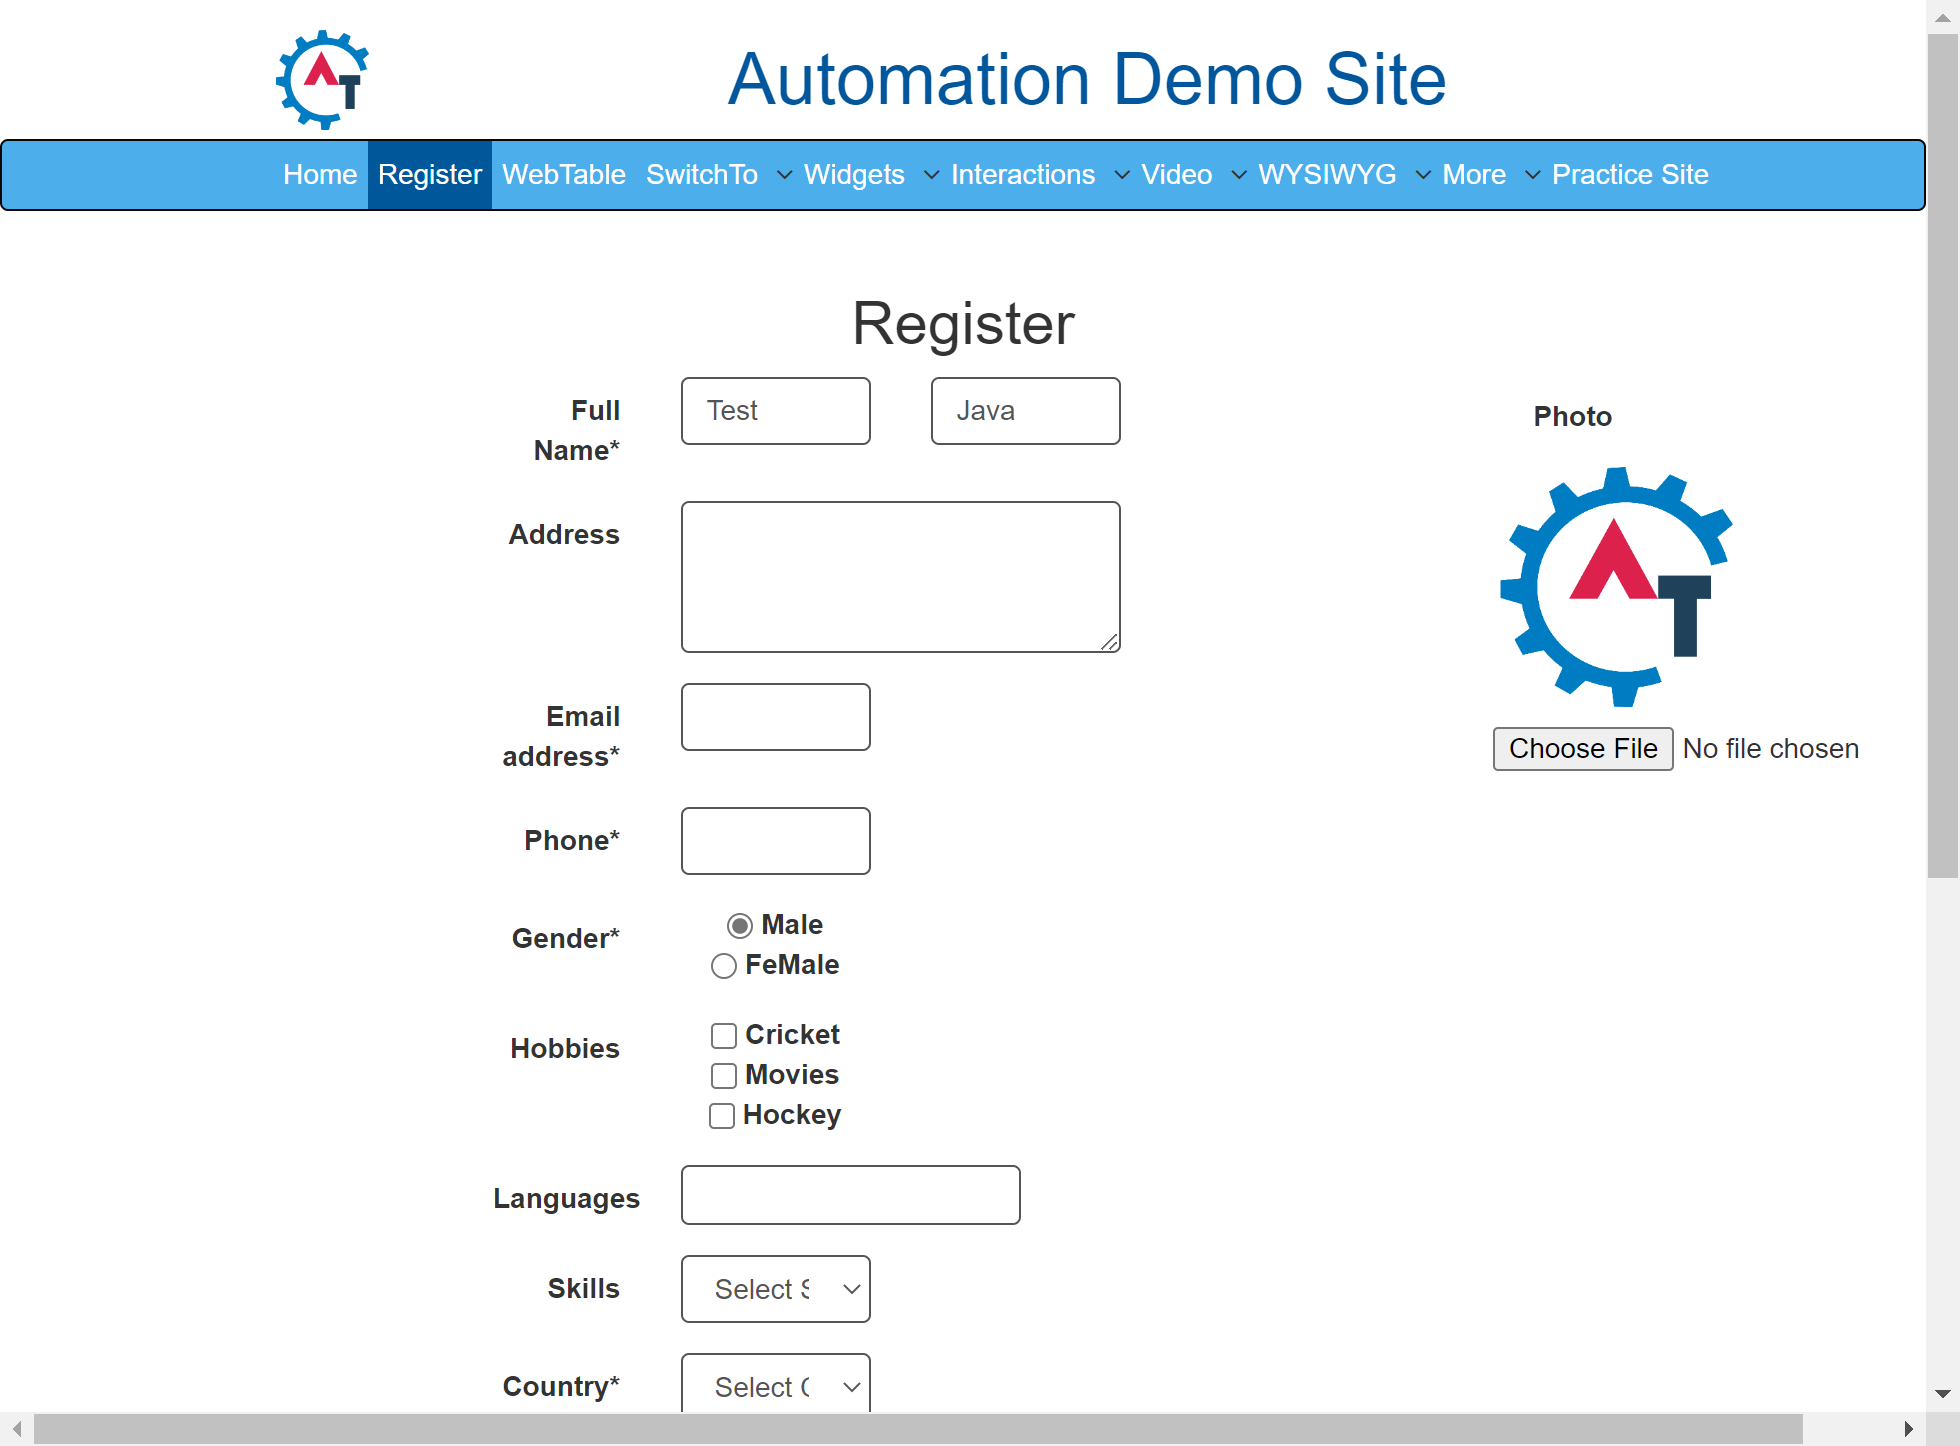 AT
Automation Demo Site
Home Register WebTable SwitchTo Widgets Interactions Video WYSIWYG More Practice Site
Register
Full Name*
Test
Java
Photo
Address
AT
Email address*
Choose File No file chosen
Phone*
Gender*
Male
FeMale
Hobbies
Cricket
Movies
Hockey
Languages
Skills
Select
Country*
Select